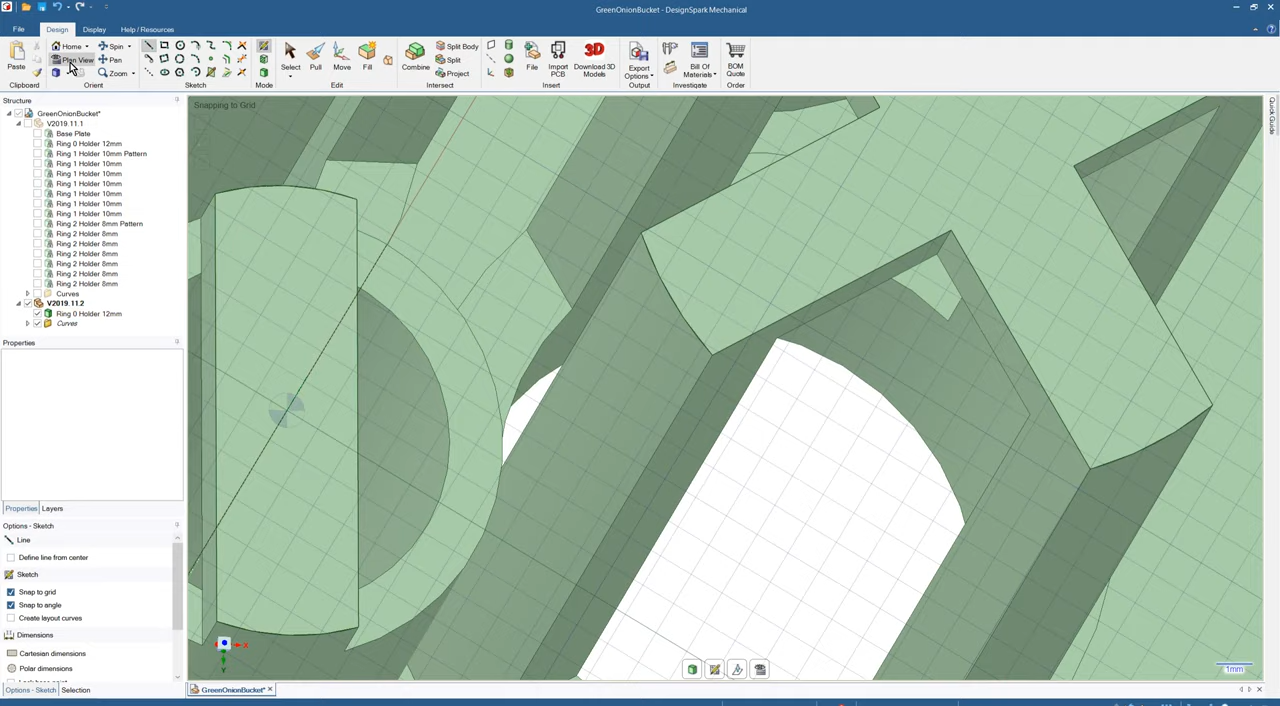 GreenOnionBucket - DesignSpark Mechanical
File Design Display Help / Resources
Paste Home Plan View Spin Pan Zoom Select Pull Move Fill Combine Split Body Split Project File Import PCB Download 3D Models Export Options Bill Of Materials BOM Quote
Clipboard Orient Sketch Mode Edit Intersect Insert Output Investigate Order
Structure
GreenOnionBucket*
V2019.11.1
Base Plate
Ring 0 Holder 12mm
Ring 1 Holder 10mm Pattern
Ring 1 Holder 10mm
Ring 1 Holder 10mm
Ring 1 Holder 10mm
Ring 1 Holder 10mm
Ring 1 Holder 10mm
Ring 1 Holder 10mm
Ring 2 Holder 8mm Pattern
Ring 2 Holder 8mm
Ring 2 Holder 8mm
Ring 2 Holder 8mm
Ring 2 Holder 8mm
Ring 2 Holder 8mm
Ring 2 Holder 8mm
Curves
V2019.11.2
Ring 0 Holder 12mm
Curves
Properties
Properties Layers
Options - Sketch
Line
Define line from center
Sketch
Snap to grid
Snap to angle
Create layout curves
Dimensions
Cartesian dimensions
Polar dimensions
Options - Sketch Selection
Snapping to Grid
X
Y
1mm
GreenOnionBucket*
Quick Guide